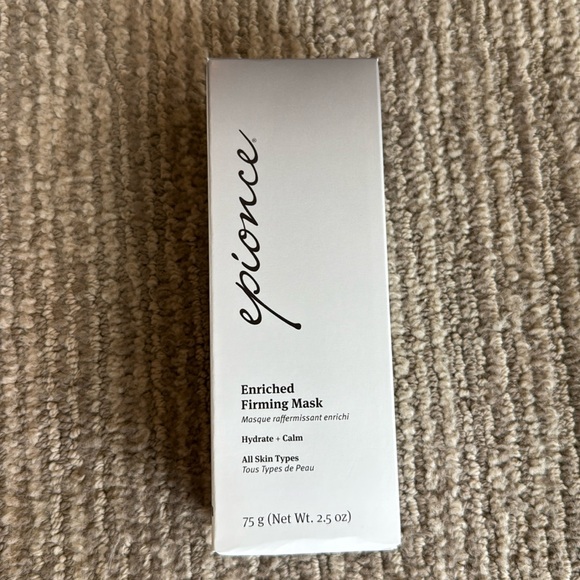 epionce®
Enriched
Firming Mask
Masque raffermissant enrichi
Hydrate + Calm
All Skin Types
Tous Types de Peau
75 g (Net Wt. 2.5 oz)